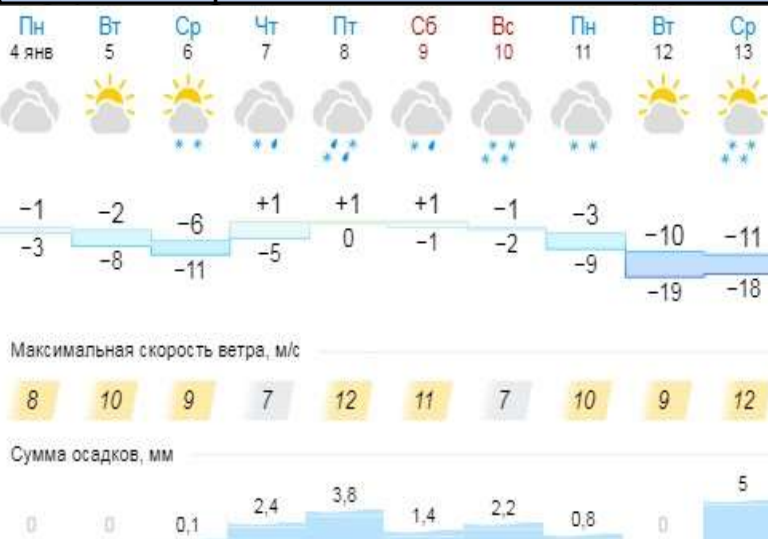 Пн Вт Ср Чт Пт Сб Вс Пн Вт Ср
4 янв 5 6 7 8 9 10 11 12 13
−1 −2 −6 +1 +1 +1 −1 −3 −10 −11
−3 −8 −11 −5 0 −1 −2 −9 −19 −18
Максимальная скорость ветра, м/с
8 10 9 7 12 11 7 10 9 12
Сумма осадков, мм
0 0 0,1 2,4 3,8 1,4 2,2 0,8 0 5